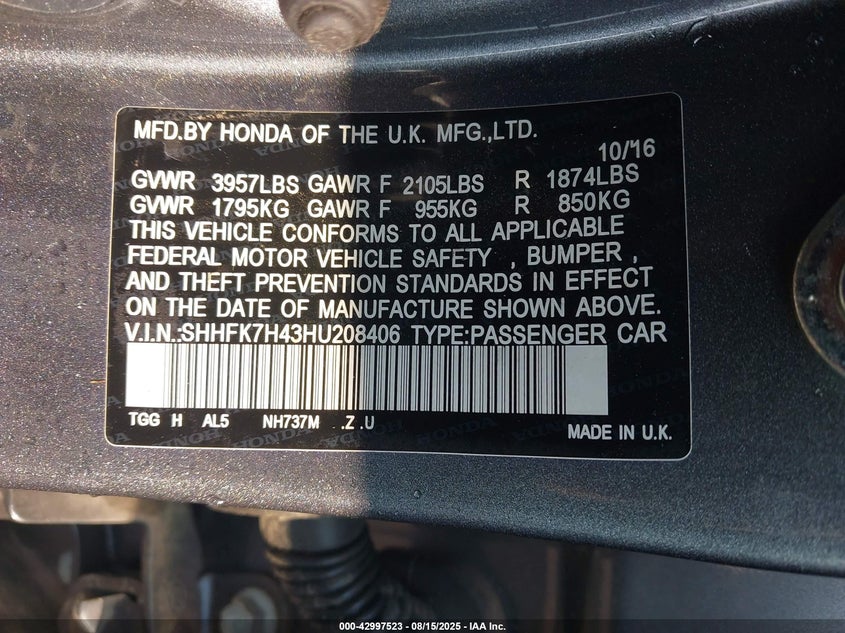 MFD.BY HONDA OF THE U.K. MFG.,LTD.
10/16
GVWR 3957LBS GAWR F 2105LBS R 1874LBS
GVWR 1795KG GAWR F 955KG R 850KG
THIS VEHICLE CONFORMS TO ALL APPLICABLE
FEDERAL MOTOR VEHICLE SAFETY , BUMPER ,
AND THEFT PREVENTION STANDARDS IN EFFECT
ON THE DATE OF MANUFACTURE SHOWN ABOVE.
V.I.N.:SHHFK7H43HU208406 TYPE:PASSENGER CAR
TGG H AL5 NH737M .Z .U
MADE IN U.K.
000-42997523 - 08/15/2025 - IAA Inc.